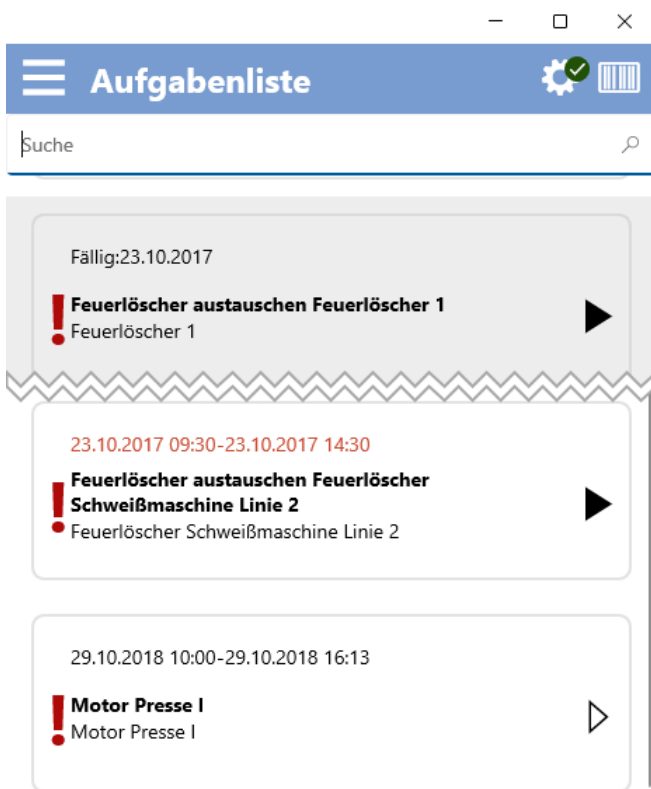 Aufgabenliste
Suche
Fällig:23.10.2017
Feuerlöscher austauschen Feuerlöscher 1
Feuerlöscher 1
23.10.2017 09:30-23.10.2017 14:30
Feuerlöscher austauschen Feuerlöscher
Schweißmaschine Linie 2
Feuerlöscher Schweißmaschine Linie 2
29.10.2018 10:00-29.10.2018 16:13
Motor Presse I
Motor Presse I